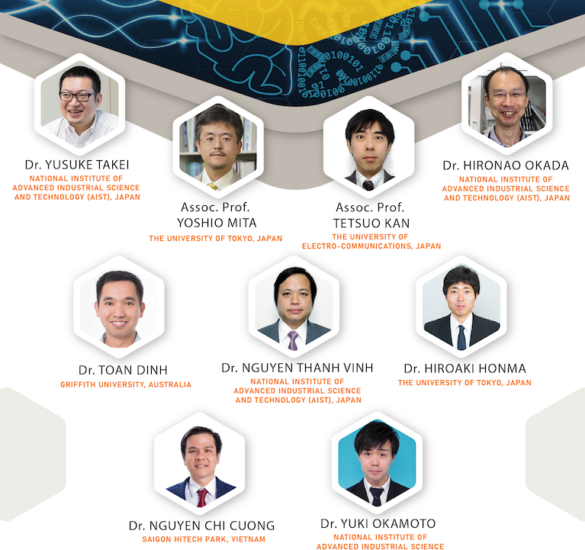 Dr. YUSUKE TAKEI
NATIONAL INSTITUTE OF
ADVANCED INDUSTRIAL SCIENCE
AND TECHNOLOGY (AIST), JAPAN
Assoc. Prof.
YOSHIO MITA
THE UNIVERSITY OF TOKYO, JAPAN
Assoc. Prof.
TETSUO KAN
THE UNIVERSITY OF
ELECTRO-COMMUNICATIONS, JAPAN
Dr. HIRONAO OKADA
NATIONAL INSTITUTE OF
ADVANCED INDUSTRIAL SCIENCE
AND TECHNOLOGY (AIST), JAPAN
Dr. TOAN DINH
GRIFFITH UNIVERSITY, AUSTRALIA
Dr. NGUYEN THANH VINH
NATIONAL INSTITUTE OF
ADVANCED INDUSTRIAL SCIENCE
AND TECHNOLOGY (AIST), JAPAN
Dr. HIROAKI HONMA
THE UNIVERSITY OF TOKYO, JAPAN
Dr. NGUYEN CHI CUONG
SAIGON HITECH PARK, VIETNAM
Dr. YUKI OKAMOTO
NATIONAL INSTITUTE OF
ADVANCED INDUSTRIAL SCIENCE